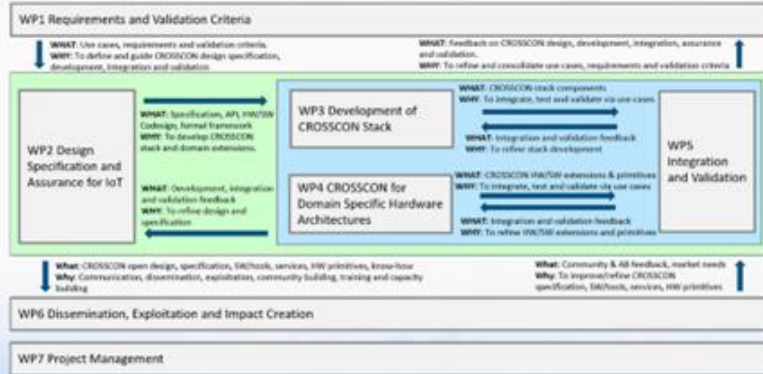 WP1 Requirements and Validation Criteria
WHAT: Use cases, requirements and validation criteria.
WHY: To define and guide CROSSCON design specification,
development, integration and validation
WHAT: Feedback on CROSSCON design, development, integration, assurance
and validation.
WHY: To refine and consolidate use cases, requirements and validation criteria
WP2 Design
Specification and
Assurance for IoT
WHAT: Specification, API, HW/SW
Codesign, formal framework
WHY: To develop CROSSCON
stack and domain extensions.
WHAT: Development, integration
and validation feedback
WHY: To refine design and
specification
WP3 Development of
CROSSCON Stack
WP4 CROSSCON for
Domain Specific Hardware
Architectures
WHAT: CROSSCON stack components
WHY: To integrate, test and validate via use cases
WHAT: Integration and validation feedback
WHY: To refine stack development
WHAT: CROSSCON HW/SW extensions & primitives
WHY: To integrate, test and validate via use cases
WHAT: Integration and validation feedback
WHY: To refine HW/SW extensions and primitives
WP5
Integration
and Validation
What: CROSSCON open design, specification, SW/tools, services, HW primitives, know-how
Why: Communication, dissemination, exploitation, community building, training and capacity
building
What: Community & AB feedback, market needs
Why: To improve/refine CROSSCON
specification, SW/tools, services, HW primitives
WP6 Dissemination, Exploitation and Impact Creation
WP7 Project Management